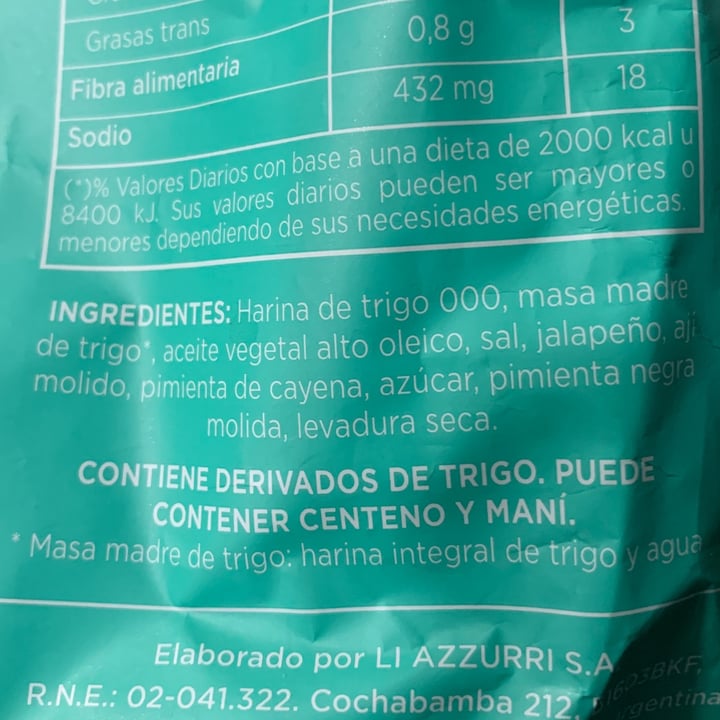 Grasas trans 0,8 g 3
Fibra alimentaria 432 mg 18
Sodio
(*)% Valores Diarios con base a una dieta de 2000 kcal u
8400 kJ. Sus valores diarios pueden ser mayores o
menores dependiendo de sus necesidades energéticas.
INGREDIENTES: Harina de trigo 000, masa madre
de trigo*, aceite vegetal alto oleico, sal, jalapeño, ají
molido, pimienta de cayena, azúcar, pimienta negra
molida, levadura seca.
CONTIENE DERIVADOS DE TRIGO. PUEDE
CONTENER CENTENO Y MANÍ.
* Masa madre de trigo: harina integral de trigo y agua
Elaborado por LI AZZURRI S.A
R.N.E.: 02-041.322. Cochabamba 212,